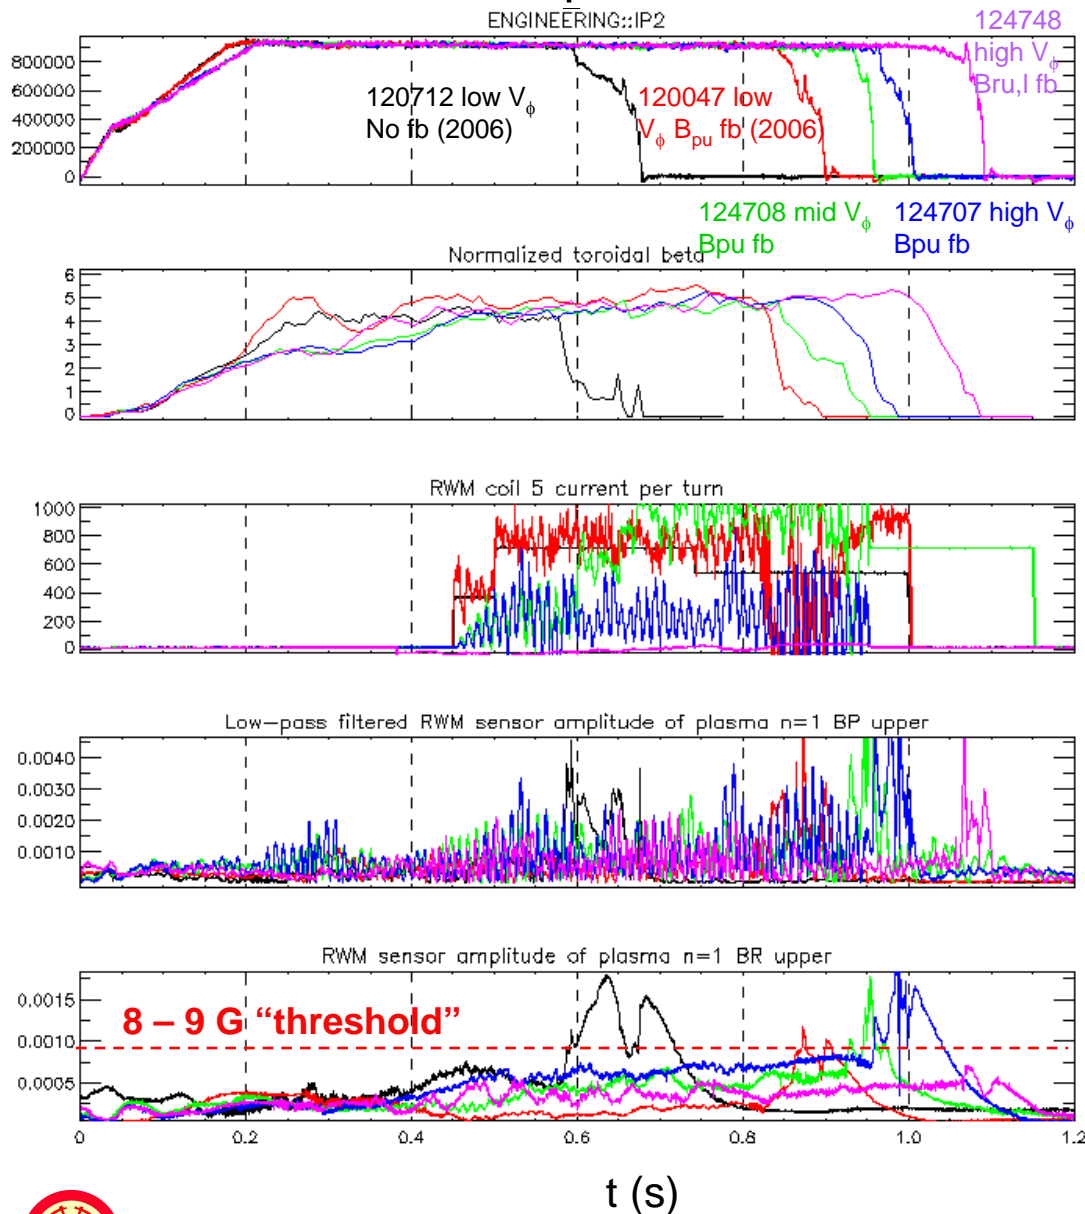 ENGINEERING::IP2
124748
high Vϕ
Bru,l fb
800000
600000
400000
200000
0
120712 low Vϕ
No fb (2006)
120047 low
Vϕ Bpu fb (2006)
124708 mid Vϕ
Bpu fb
124707 high Vϕ
Bpu fb
Normalized toroidal beta
6
5
4
3
2
1
0
RWM coil 5 current per turn
1000
800
600
400
200
0
Low-pass filtered RWM sensor amplitude of plasma n=1 BP upper
0.0040
0.0030
0.0020
0.0010
RWM sensor amplitude of plasma n=1 BR upper
0.0015
0.0010
0.0005
8 – 9 G “threshold”
0 0.2 0.4 0.6 0.8 1.0 1.2
t (s)